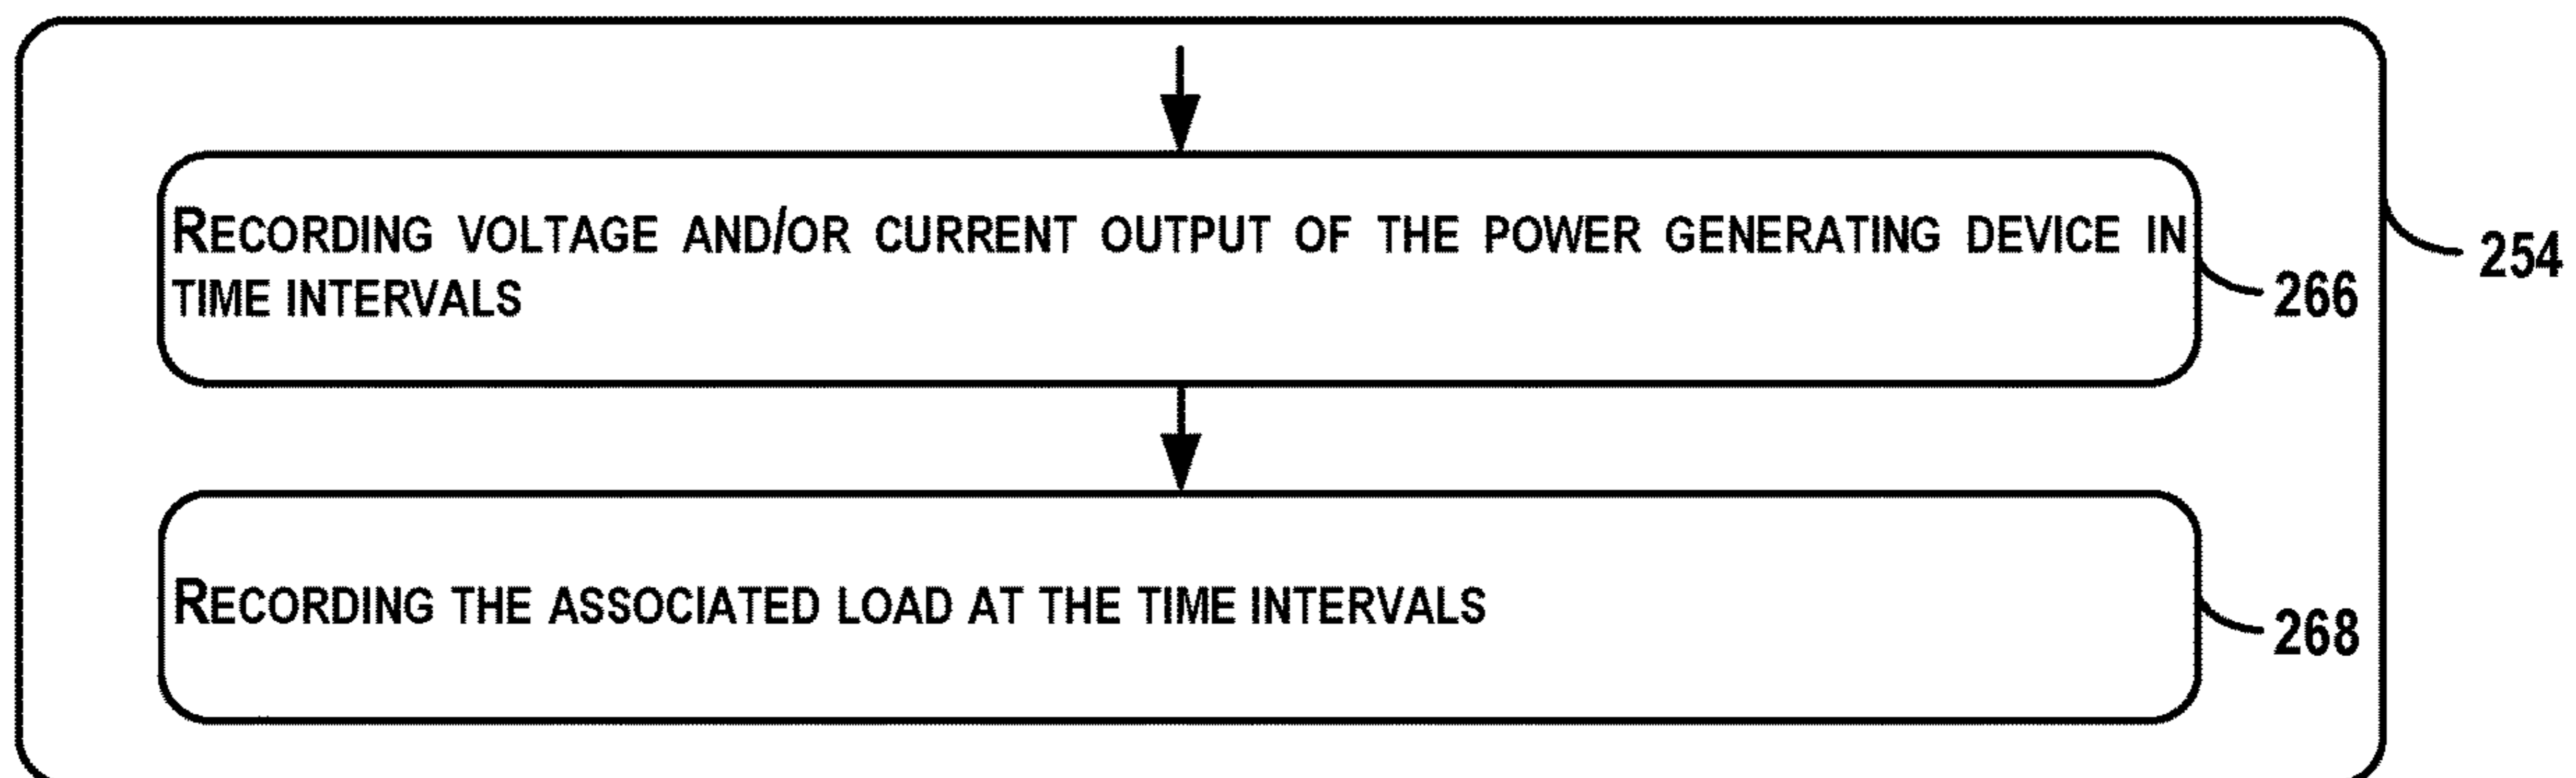 RECORDING VOLTAGE AND/OR CURRENT OUTPUT OF THE POWER GENERATING DEVICE IN
TIME INTERVALS
254
266
RECORDING THE ASSOCIATED LOAD AT THE TIME INTERVALS
268